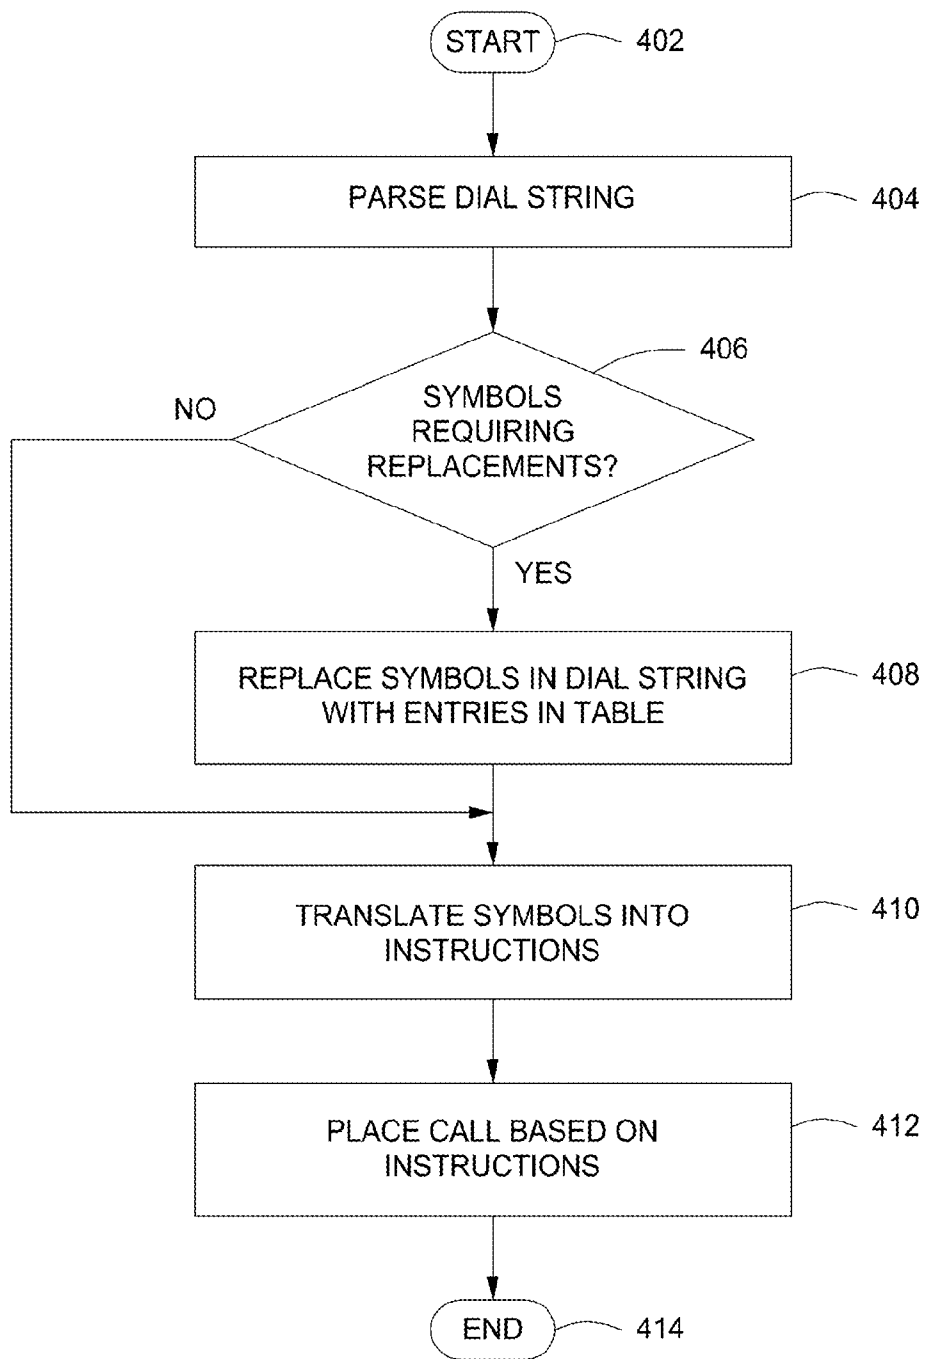 START
402
PARSE DIAL STRING
404
406
SYMBOLS
REQUIRING
REPLACEMENTS?
NO
YES
REPLACE SYMBOLS IN DIAL STRING
WITH ENTRIES IN TABLE
408
TRANSLATE SYMBOLS INTO
INSTRUCTIONS
410
PLACE CALL BASED ON
INSTRUCTIONS
412
END
414